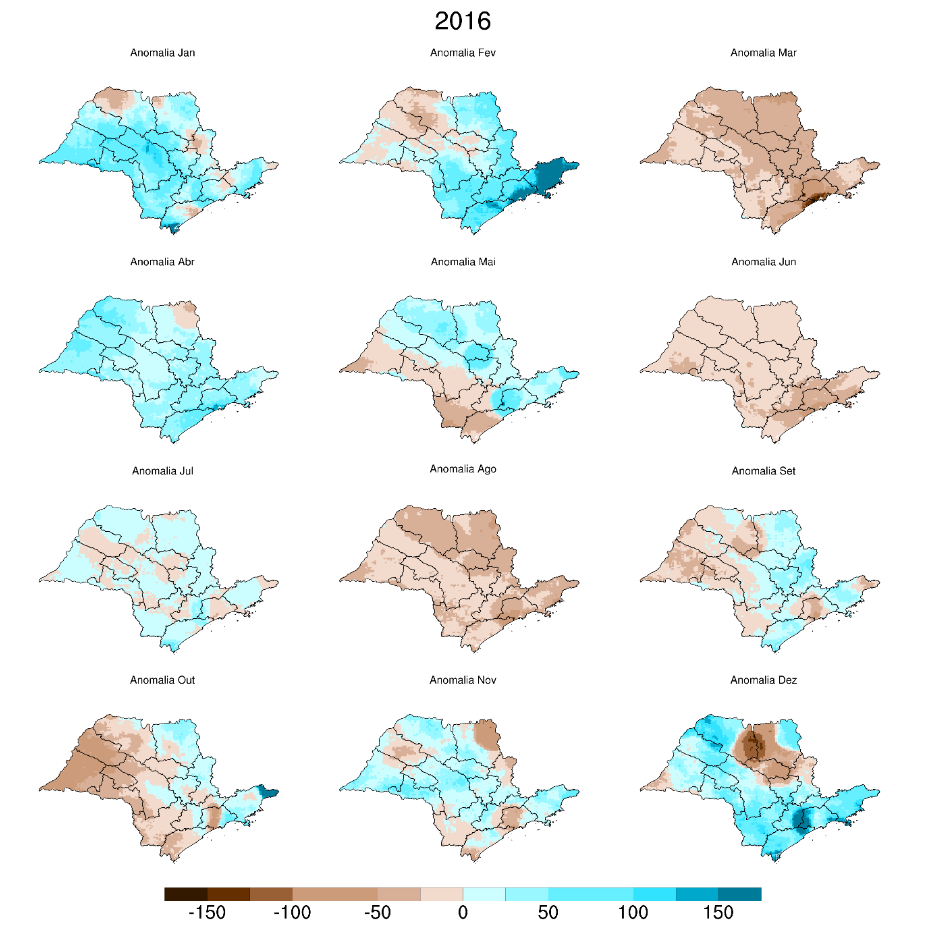 2016
Anomalia Jan
Anomalia Fev
Anomalia Mar
Anomalia Abr
Anomalia Mai
Anomalia Jun
Anomalia Jul
Anomalia Ago
Anomalia Set
Anomalia Out
Anomalia Nov
Anomalia Dez
-150 -100 -50 0 50 100 150